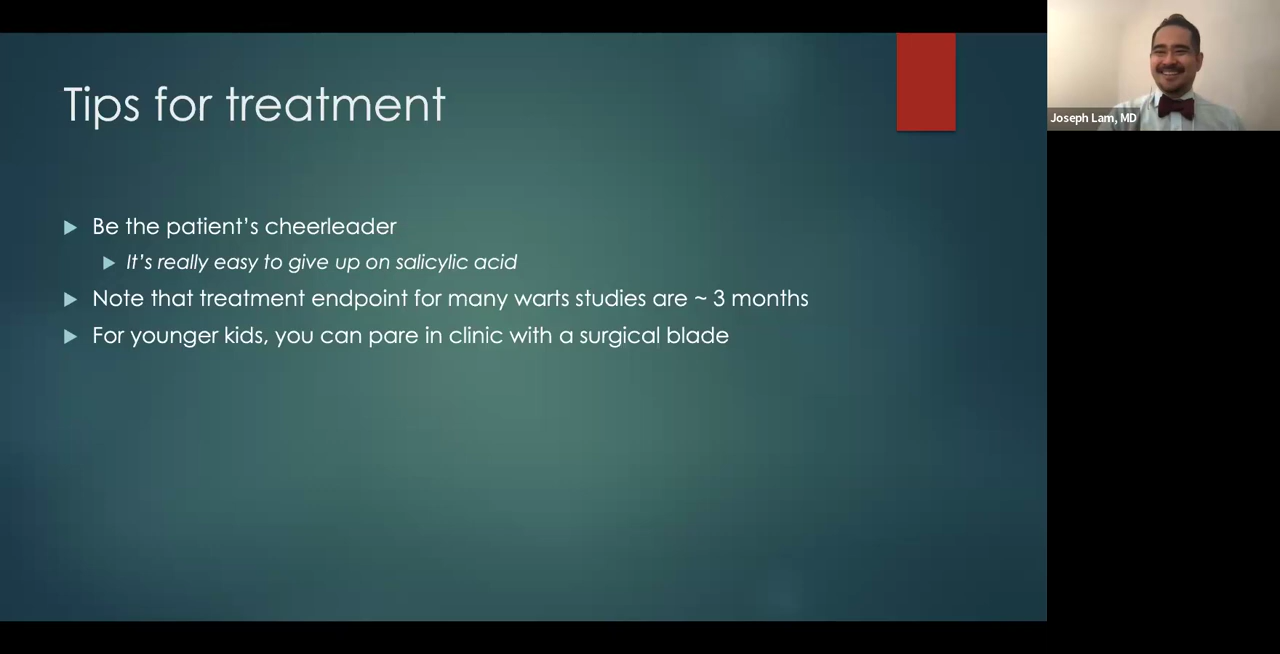 Tips for treatment
Be the patient’s cheerleader
It’s really easy to give up on salicylic acid
Note that treatment endpoint for many warts studies are ~ 3 months
For younger kids, you can pare in clinic with a surgical blade
Joseph Lam, MD